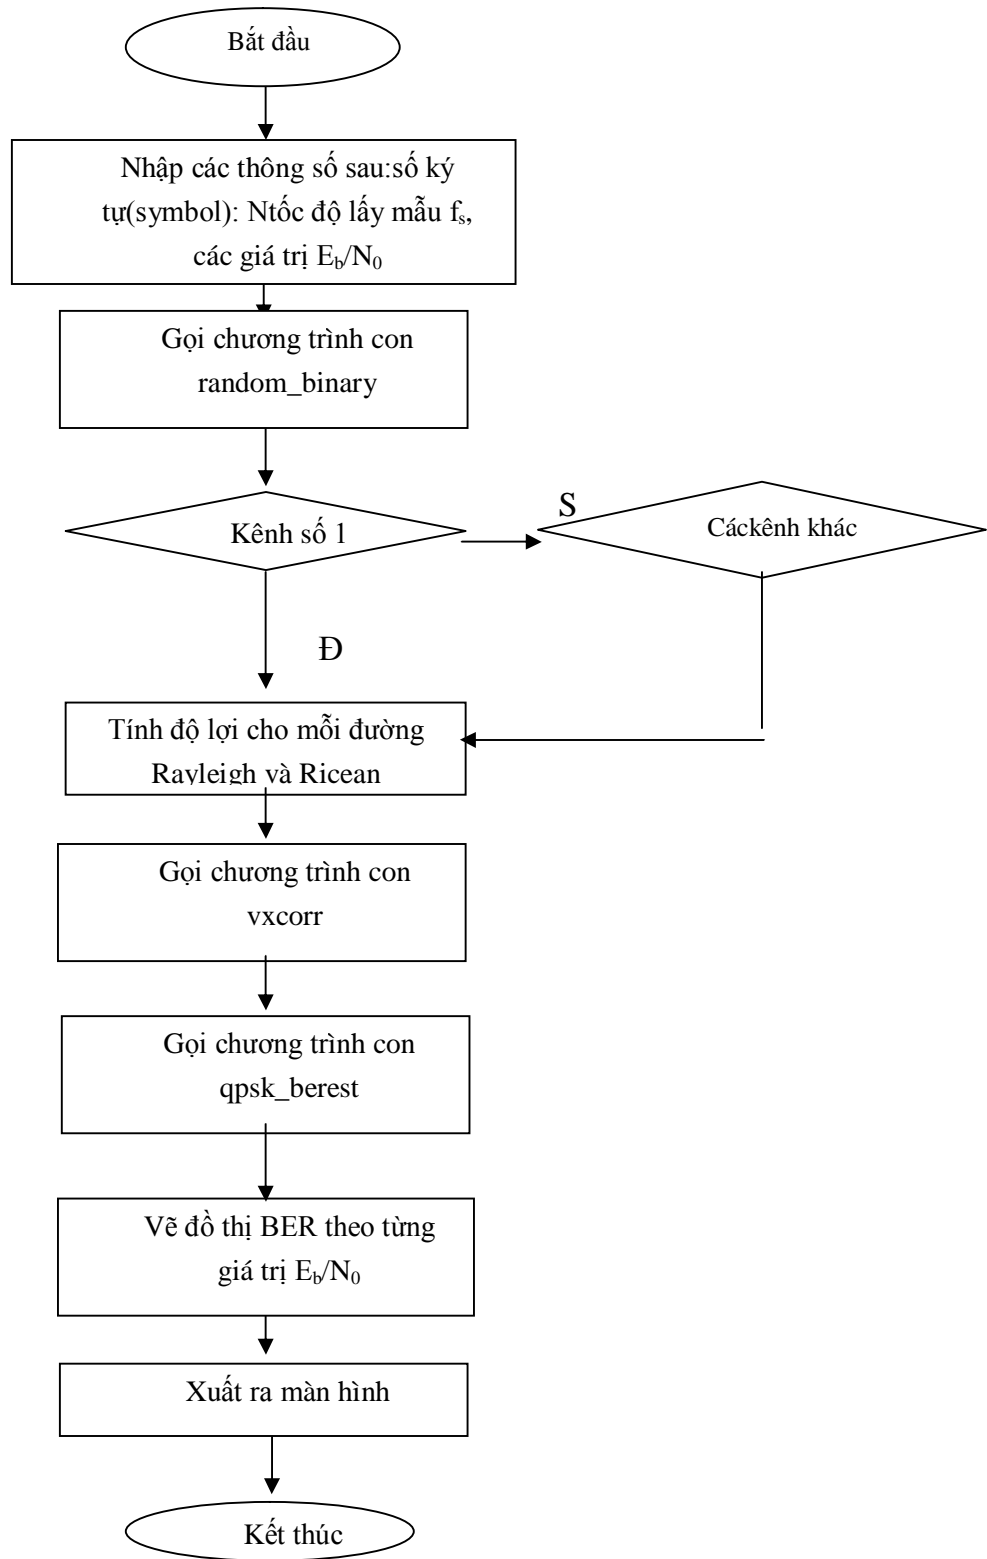 Bắt đầu
Nhập các thông số sau:số ký
tự(symbol): Ntốc độ lấy mẫu fₛ,
các giá trị E_b/N₀
Gọi chương trình con
random_binary
Kênh số 1
S
Cáckênh khác
Đ
Tính độ lợi cho mỗi đường
Rayleigh và Ricean
Gọi chương trình con
vxcorr
Gọi chương trình con
qpsk_berest
Vẽ đồ thị BER theo từng
giá trị E_b/N₀
Xuất ra màn hình
Kết thúc